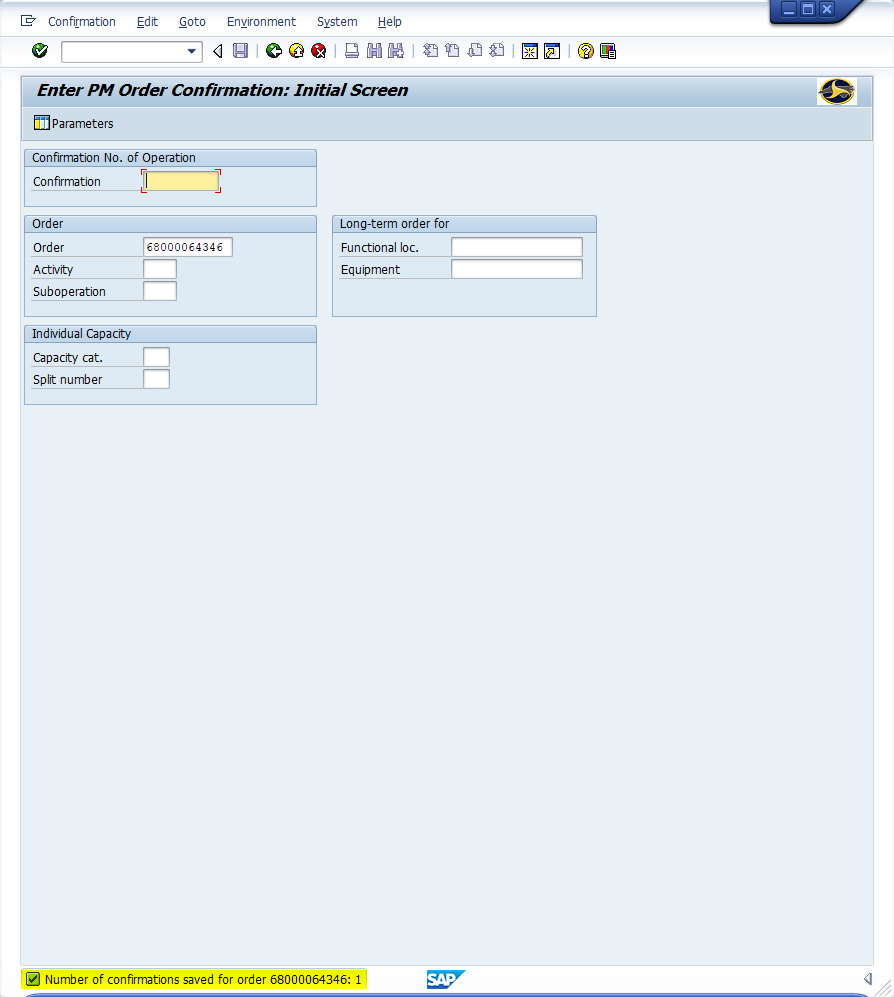 Confirmation Edit Goto Environment System Help
Enter PM Order Confirmation: Initial Screen
Parameters
Confirmation No. of Operation
Confirmation
Order
Order 68000064346
Activity
Suboperation
Long-term order for
Functional loc.
Equipment
Individual Capacity
Capacity cat.
Split number
Number of confirmations saved for order 68000064346: 1
SAP